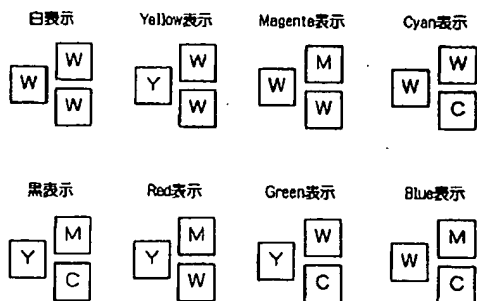 白表示 Yellow表示 Magenta表示 Cyan表示
W W W Y W W W M W W W C
黒表示 Red表示 Green表示 Blue表示
Y M C Y M W Y W C W M C